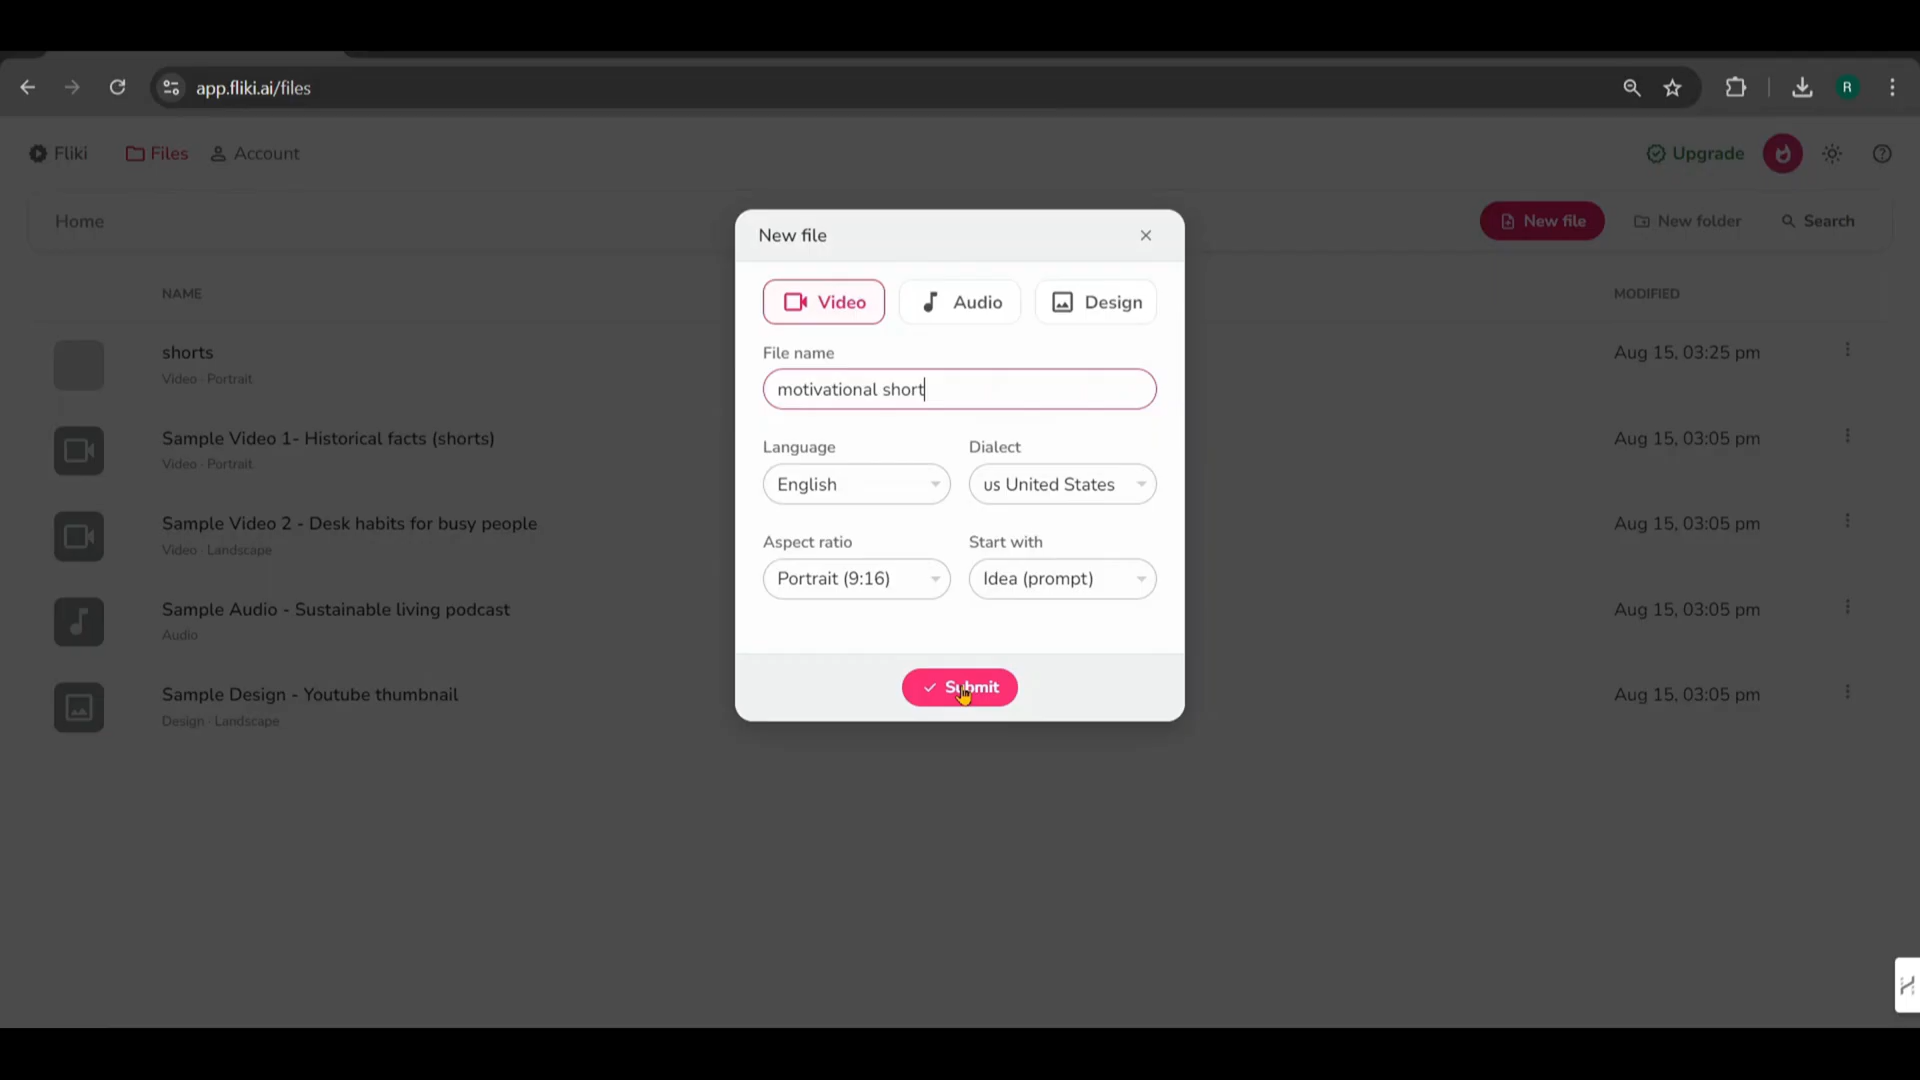 app.fliki.ai/files
R
Fliki Files Account
Upgrade
Home
New file New folder Search
NAME MODIFIED
shorts Aug 15, 03:25 pm
Video · Portrait
Sample Video 1- Historical facts (shorts) Aug 15, 03:05 pm
Video · Portrait
Sample Video 2 - Desk habits for busy people Aug 15, 03:05 pm
Video · Landscape
Sample Audio - Sustainable living podcast Aug 15, 03:05 pm
Audio
Sample Design - Youtube thumbnail Aug 15, 03:05 pm
Design · Landscape
New file
Video Audio Design
File name
motivational short
Language Dialect
English us United States
Aspect ratio Start with
Portrait (9:16) Idea (prompt)
Submit